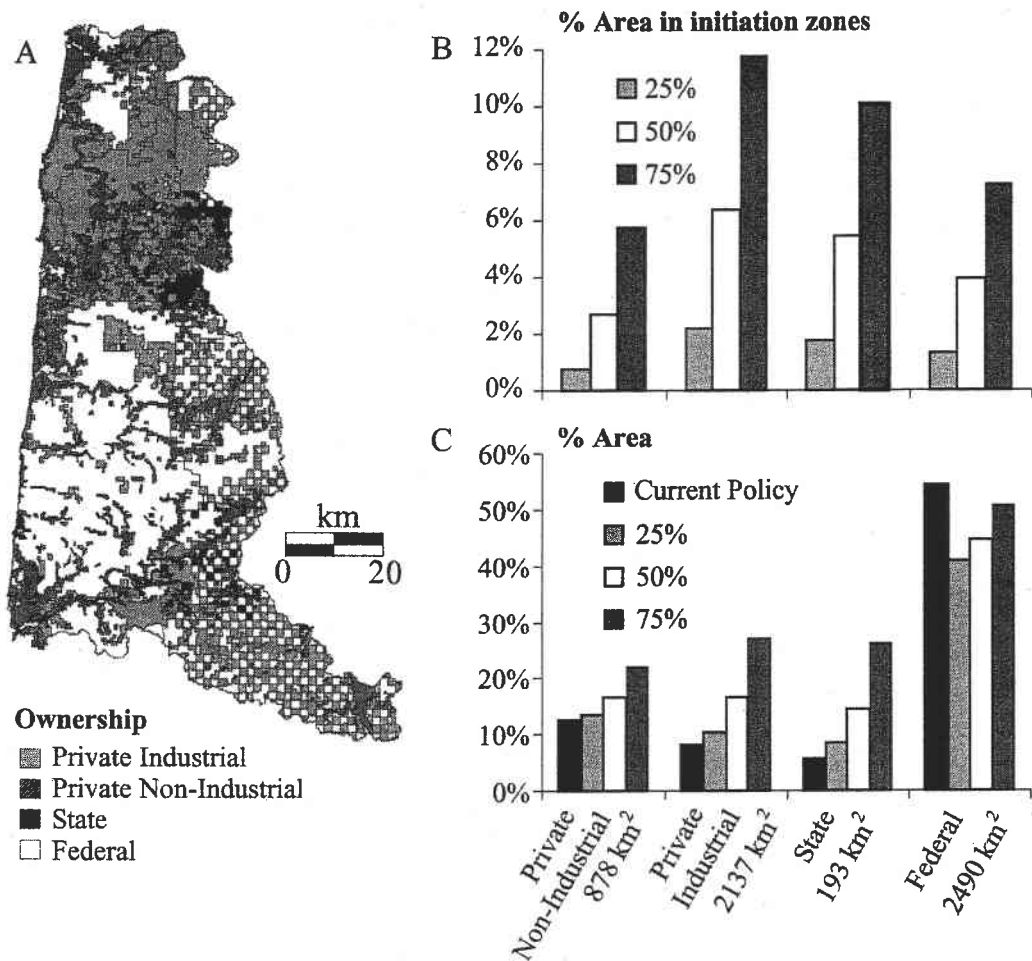 A
km
0 20
Ownership
Private Industrial
Private Non-Industrial
State
Federal
B
% Area in initiation zones
12%
10%
8%
6%
4%
2%
0%
25%
50%
75%
C
% Area
60%
50%
40%
30%
20%
10%
0%
Current Policy
25%
50%
75%
Private
Non-Industrial
878 km²
Private
Industrial
2137 km²
State
193 km²
Federal
2490 km²